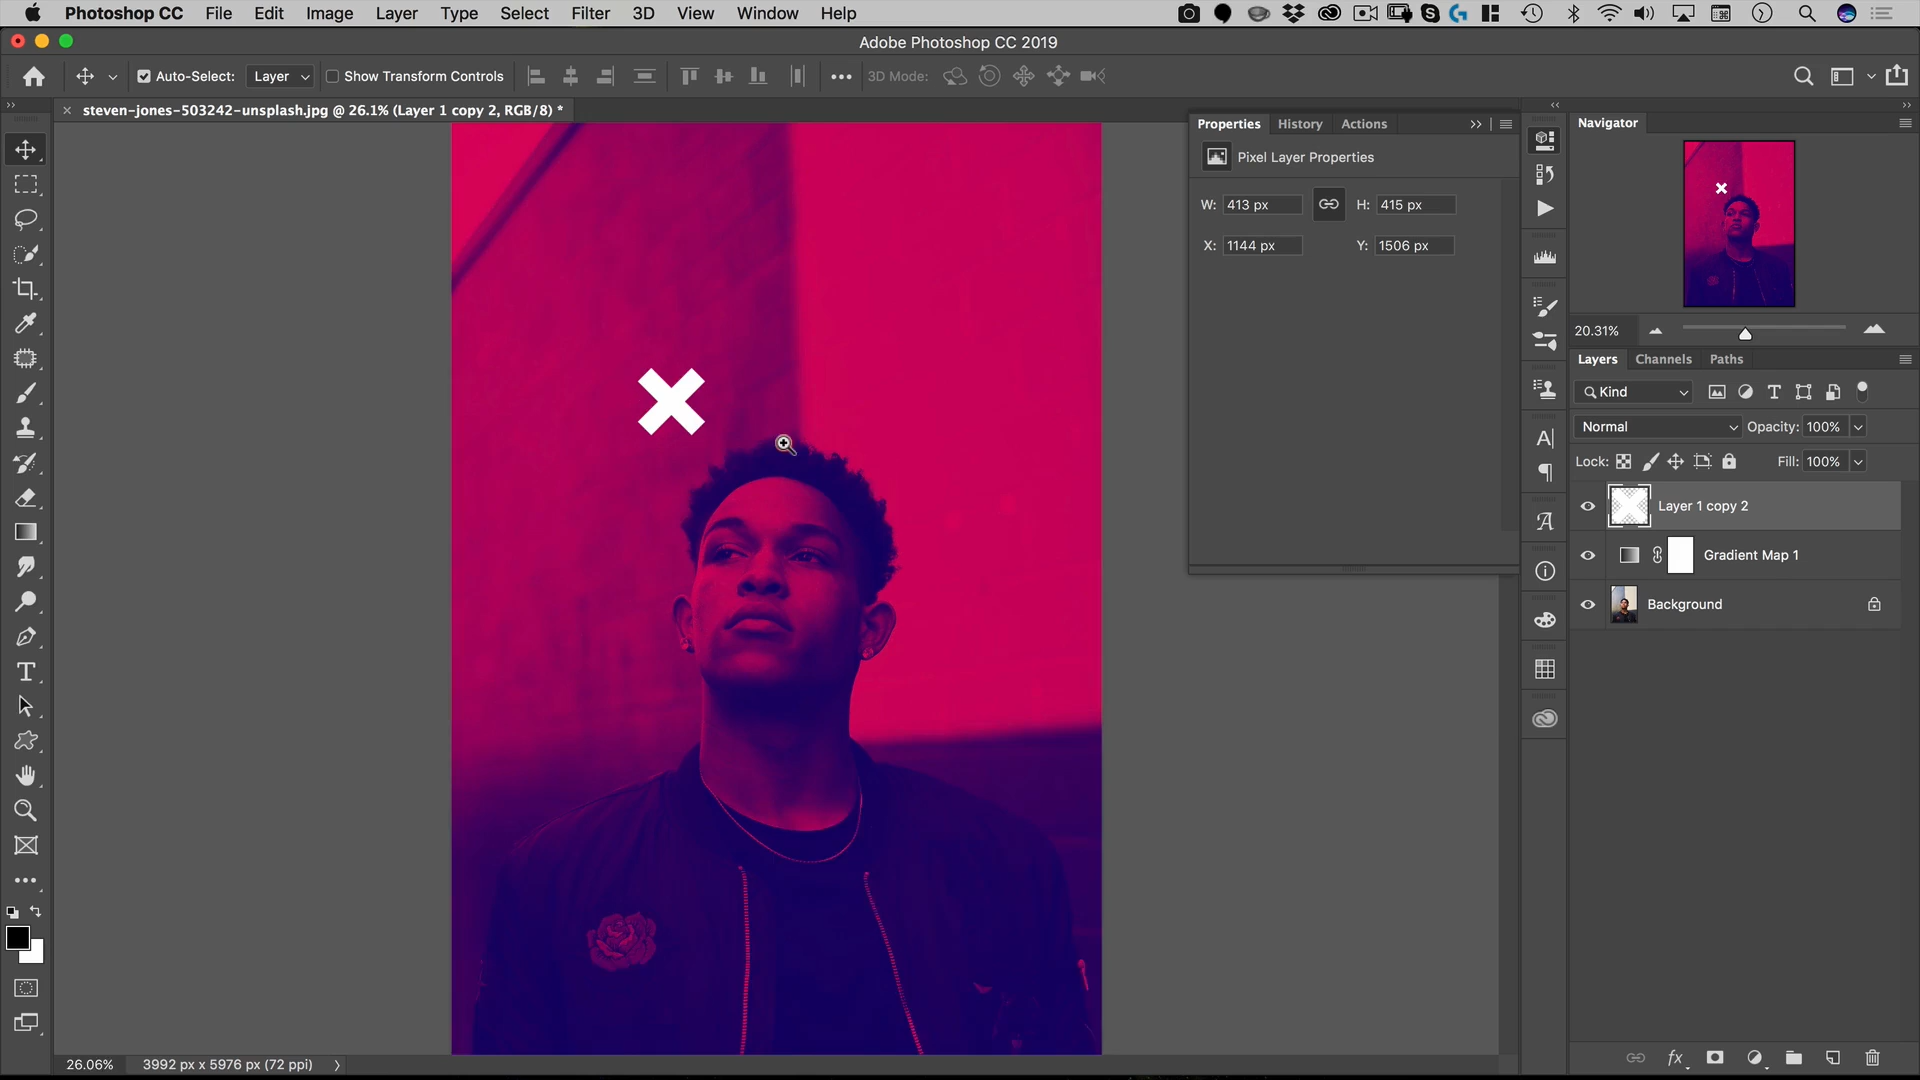 Photoshop CC File Edit Image Layer Type Select Filter 3D View Window Help
Adobe Photoshop CC 2019
Auto-Select: Layer Show Transform Controls 3D Mode:
steven-jones-503242-unsplash.jpg @ 26.1% (Layer 1 copy 2, RGB/8) *
Properties History Actions
Pixel Layer Properties
W: 413 px H: 415 px
X: 1144 px Y: 1506 px
Navigator
20.31%
Layers Channels Paths
Kind
Normal Opacity: 100%
Lock: Fill: 100%
Layer 1 copy 2
Gradient Map 1
Background
26.06% 3992 px x 5976 px (72 ppi)